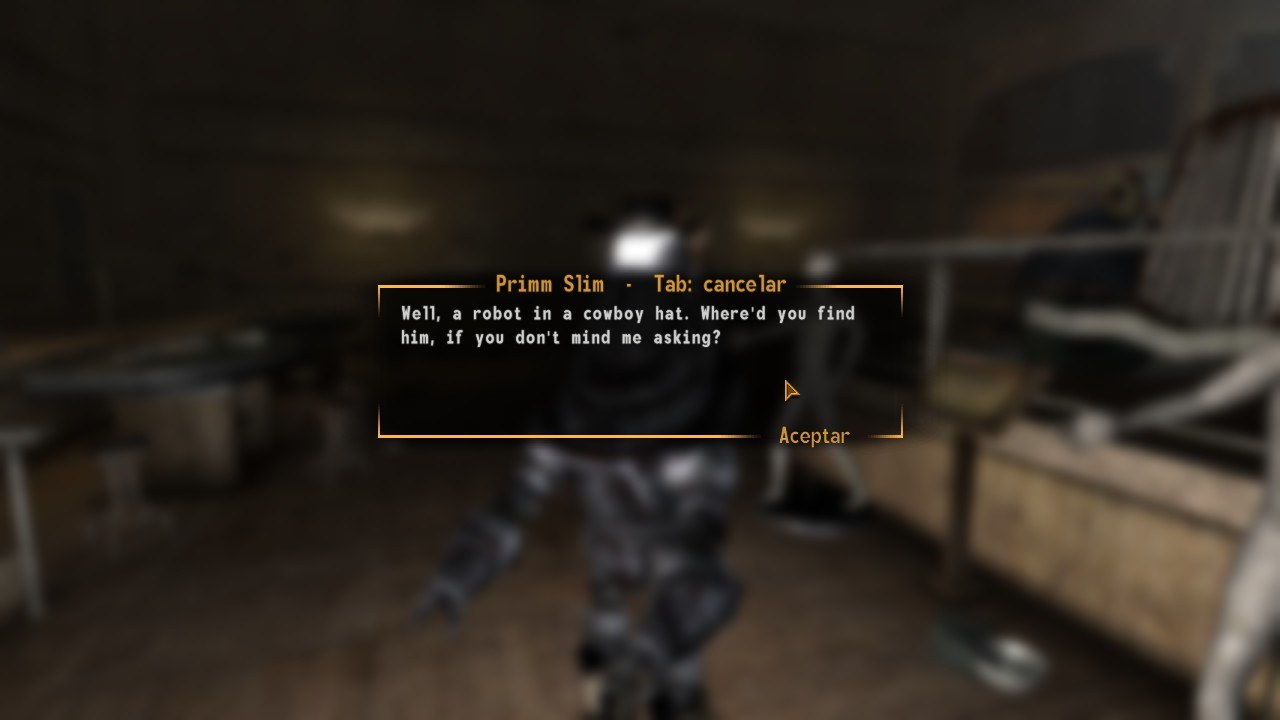 Primm Slim - Tab: cancelar
Well, a robot in a cowboy hat. Where'd you find
him, if you don't mind me asking?
Aceptar